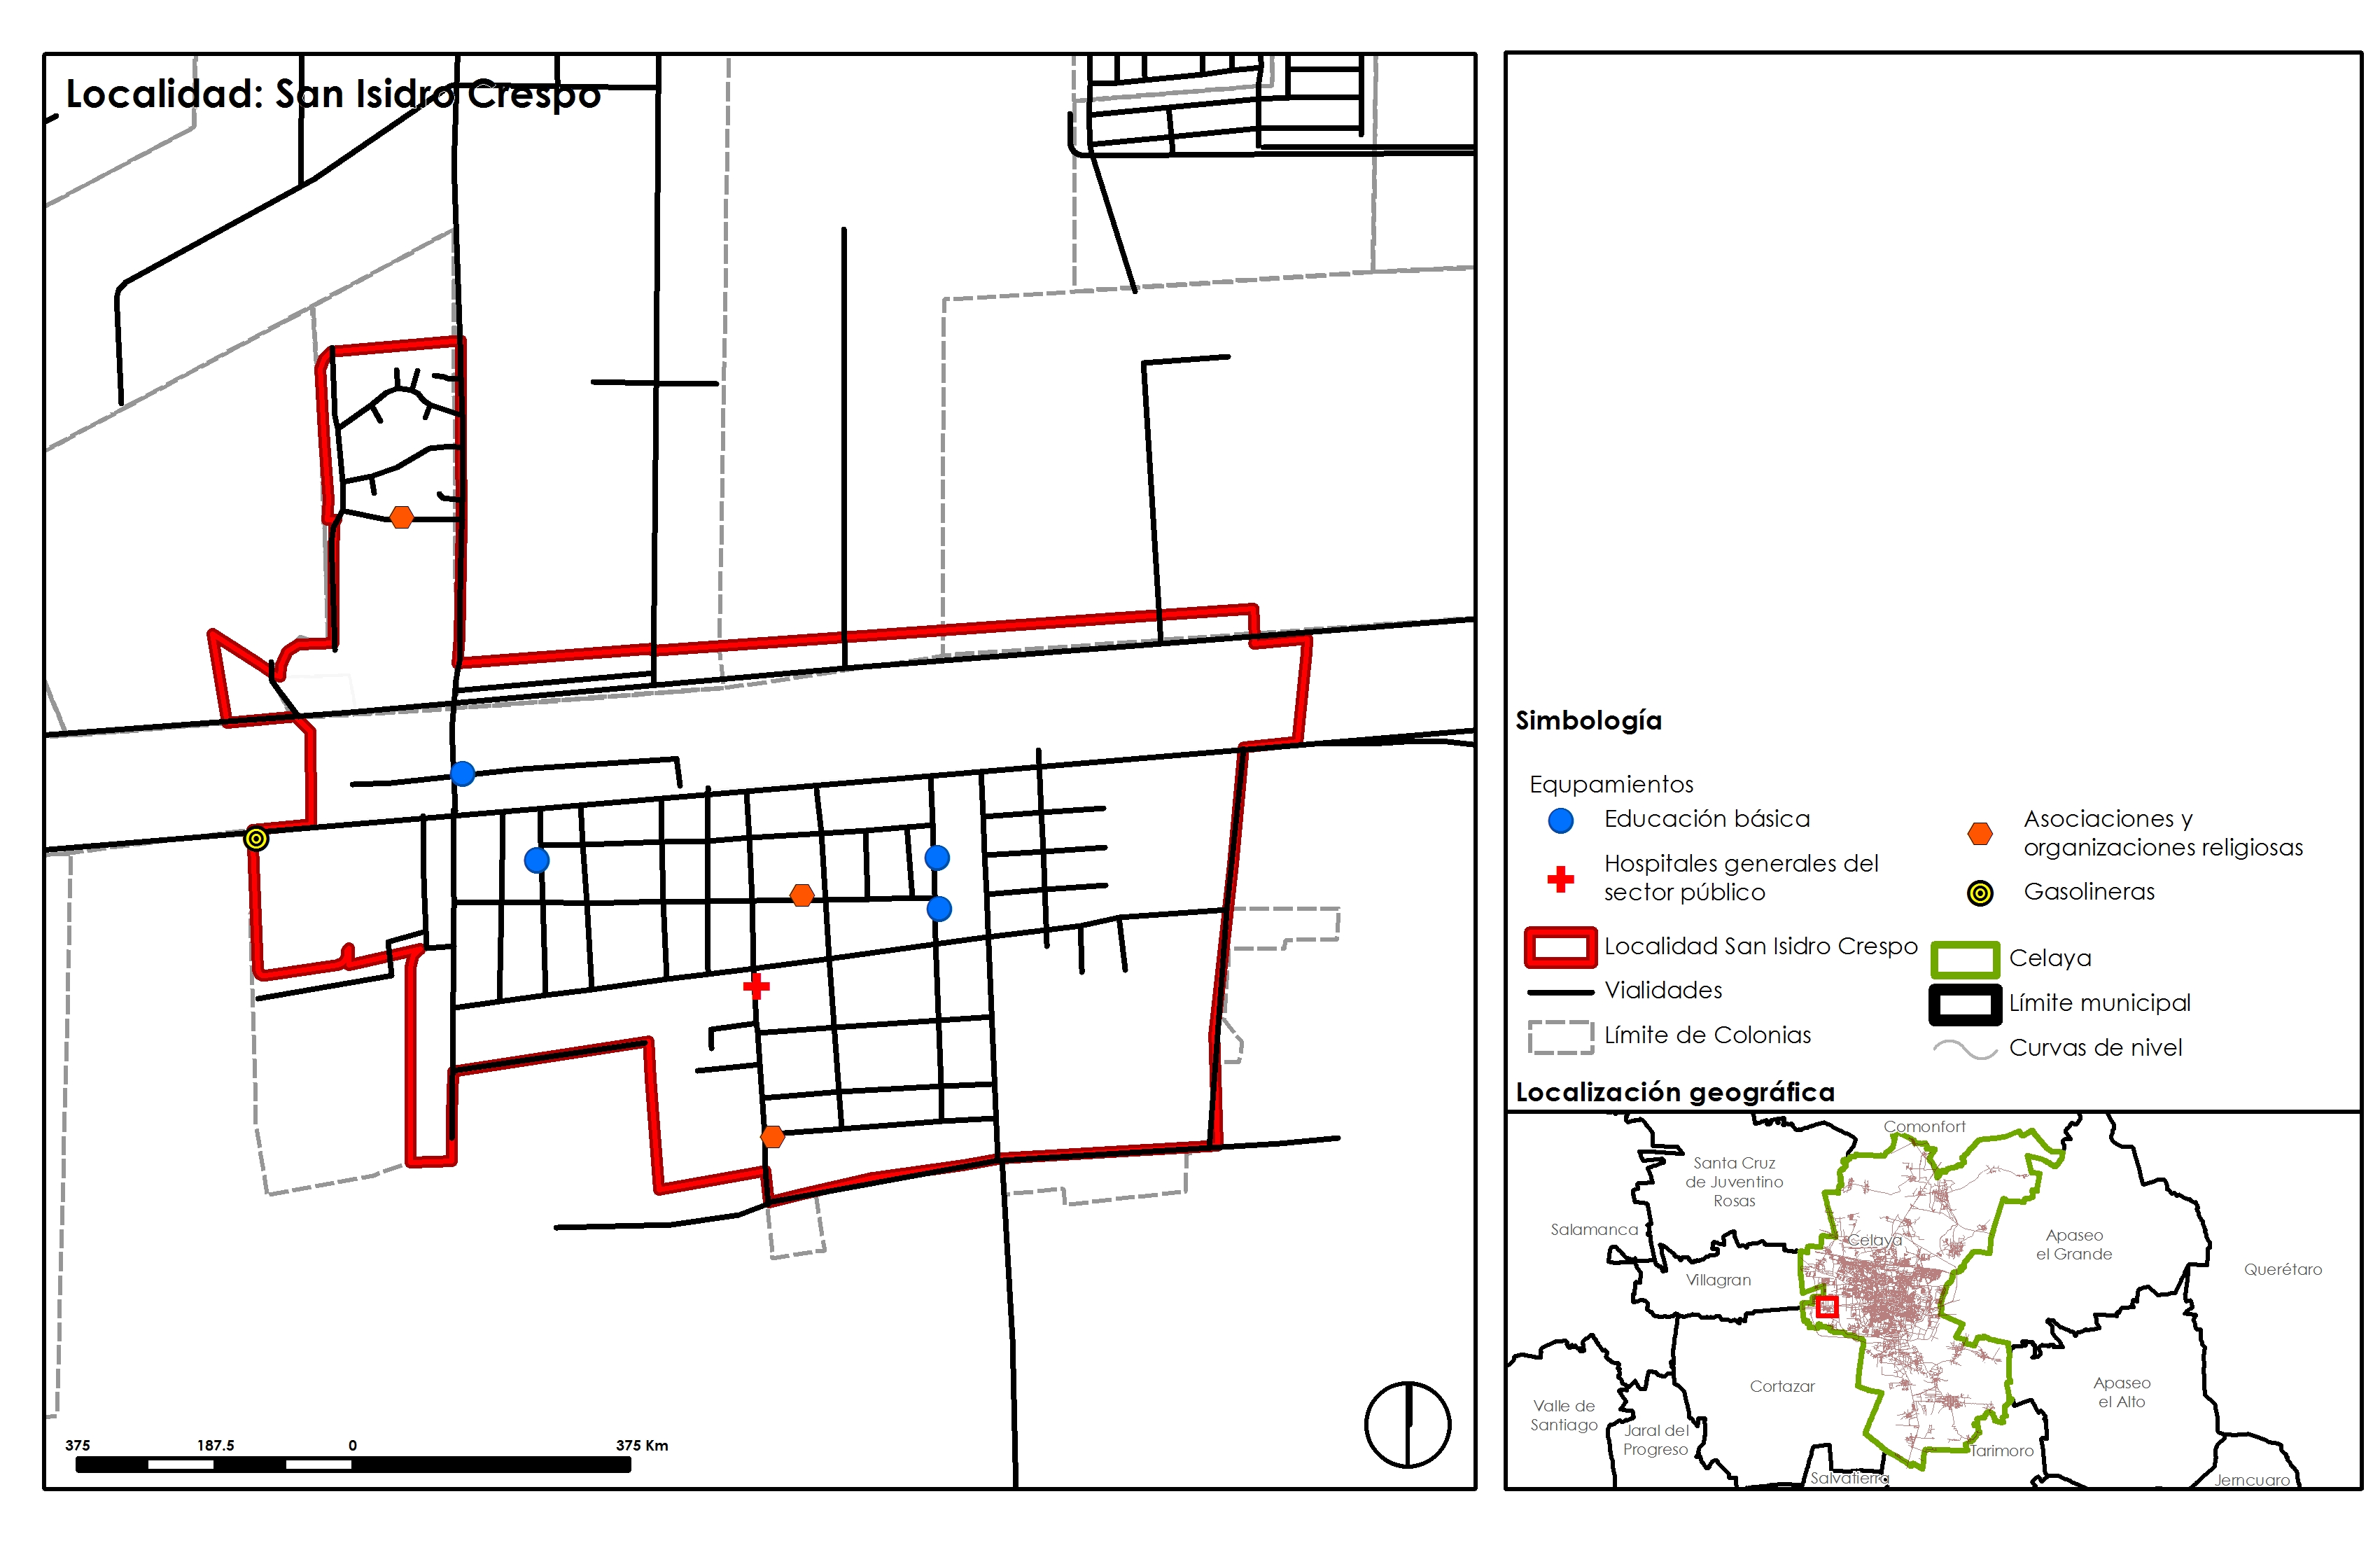 Localidad: San Isidro Crespo
375 187.5 0 375 Km
Simbología
Equpamientos
Educación básica
Hospitales generales del
sector público
Asociaciones y
organizaciones religiosas
Gasolineras
Localidad San Isidro Crespo
Vialidades
Límite de Colonias
Celaya
Límite municipal
Curvas de nivel
Localización geográfica
Comonfort
Santa Cruz
de Juventino
Rosas
Salamanca
Celaya
Apaseo
el Grande
Querétaro
Villagran
Cortazar
Apaseo
el Alto
Valle de
Santiago
Jaral del
Progreso
Tarimoro
Salvatierra
Jerncuaro